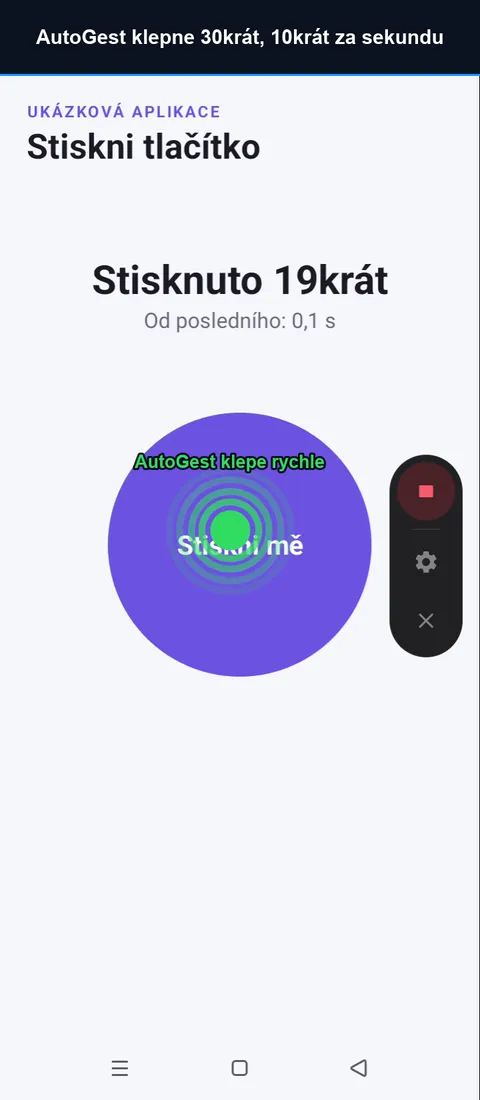 AutoGest klepne 30krát, 10krát za sekundu
UKÁZKOVÁ APLIKACE
Stiskni tlačítko
Stisknuto 19krát
Od posledního: 0,1 s
AutoGest klepe rychle
Stiskni mě